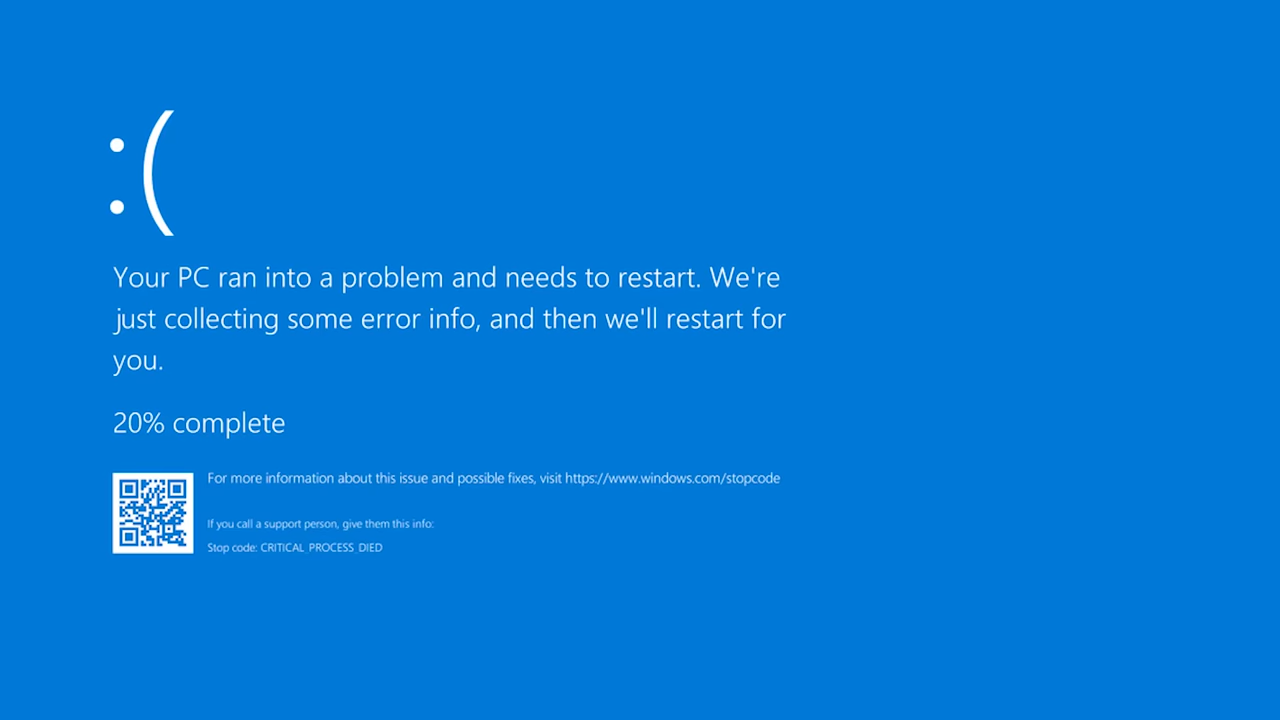 :(
Your PC ran into a problem and needs to restart. We're
just collecting some error info, and then we'll restart for
you.
20% complete
For more information about this issue and possible fixes, visit https://www.windows.com/stopcode
If you call a support person, give them this info:
Stop code: CRITICAL_PROCESS_DIED